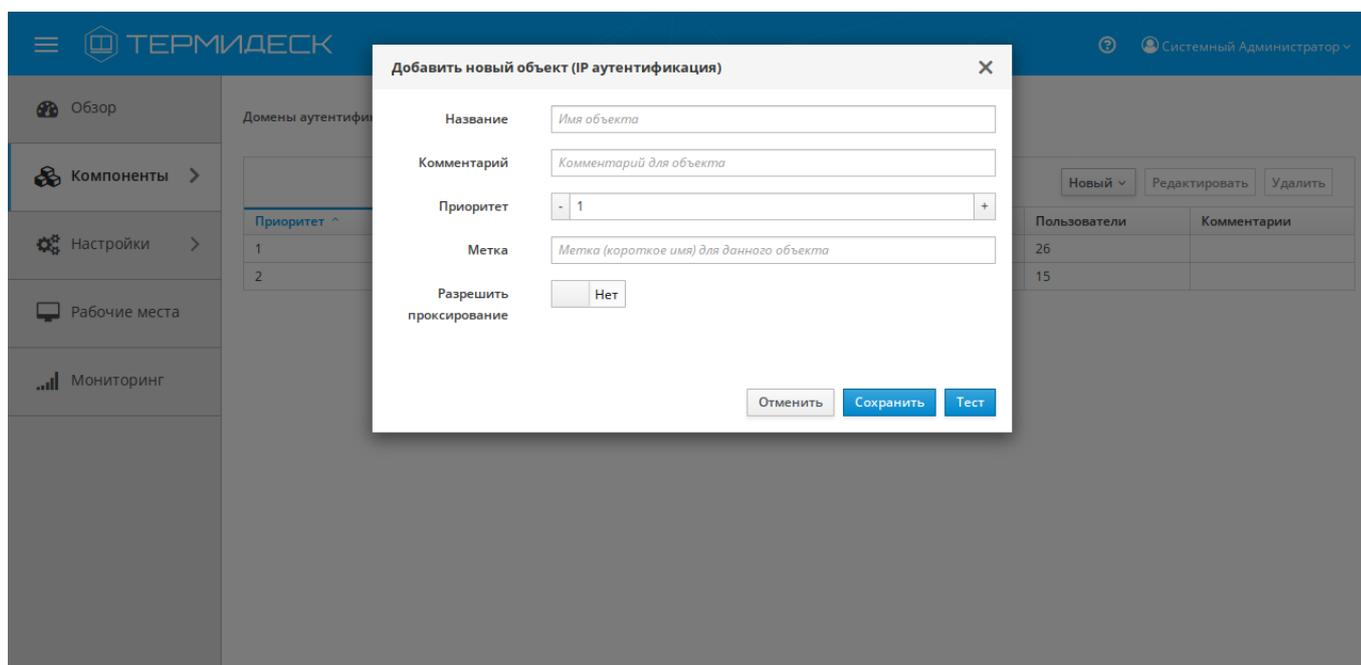 ТЕРМИДЕСК
Системный Администратор
Обзор
Компоненты
Настройки
Рабочие места
Мониторинг
Домены аутентифи
Новый
Редактировать
Удалить
Приоритет
Пользователи
Комментарии
1
26
2
15
Добавить новый объект (IP аутентификация)
Название
Имя объекта
Комментарий
Комментарий для объекта
Приоритет
- 1 +
Метка
Метка (короткое имя) для данного объекта
Разрешить
проксирование
Нет
Отменить
Сохранить
Тест